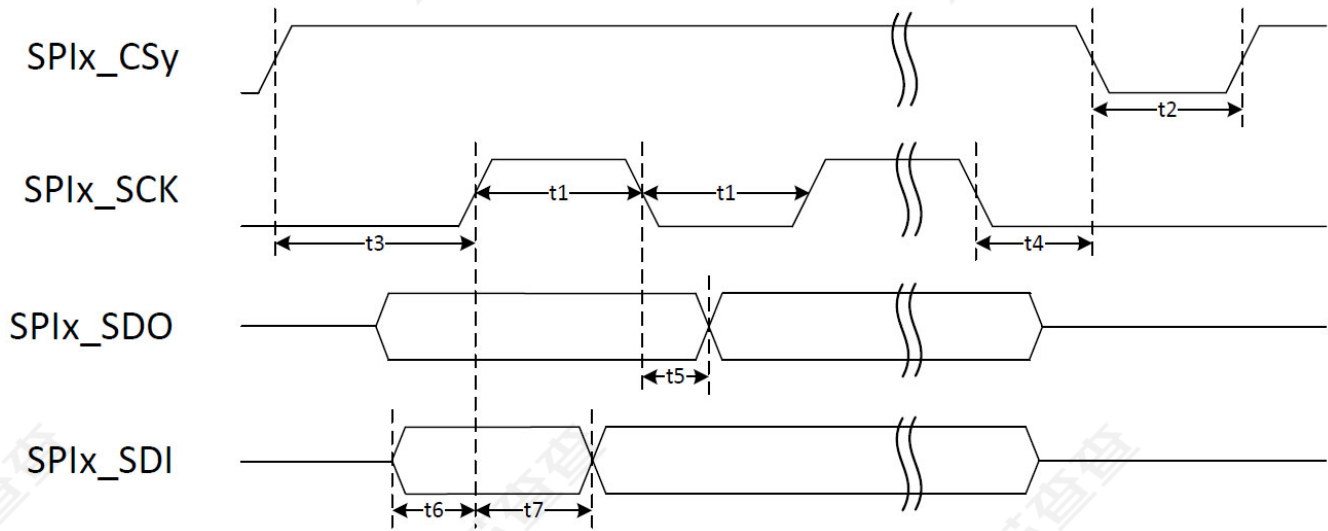 SPIx_CSy
t2
SPIx_SCK
t1 t1
t3 t4
SPIx_SDO
t5
SPIx_SDI
t6 t7